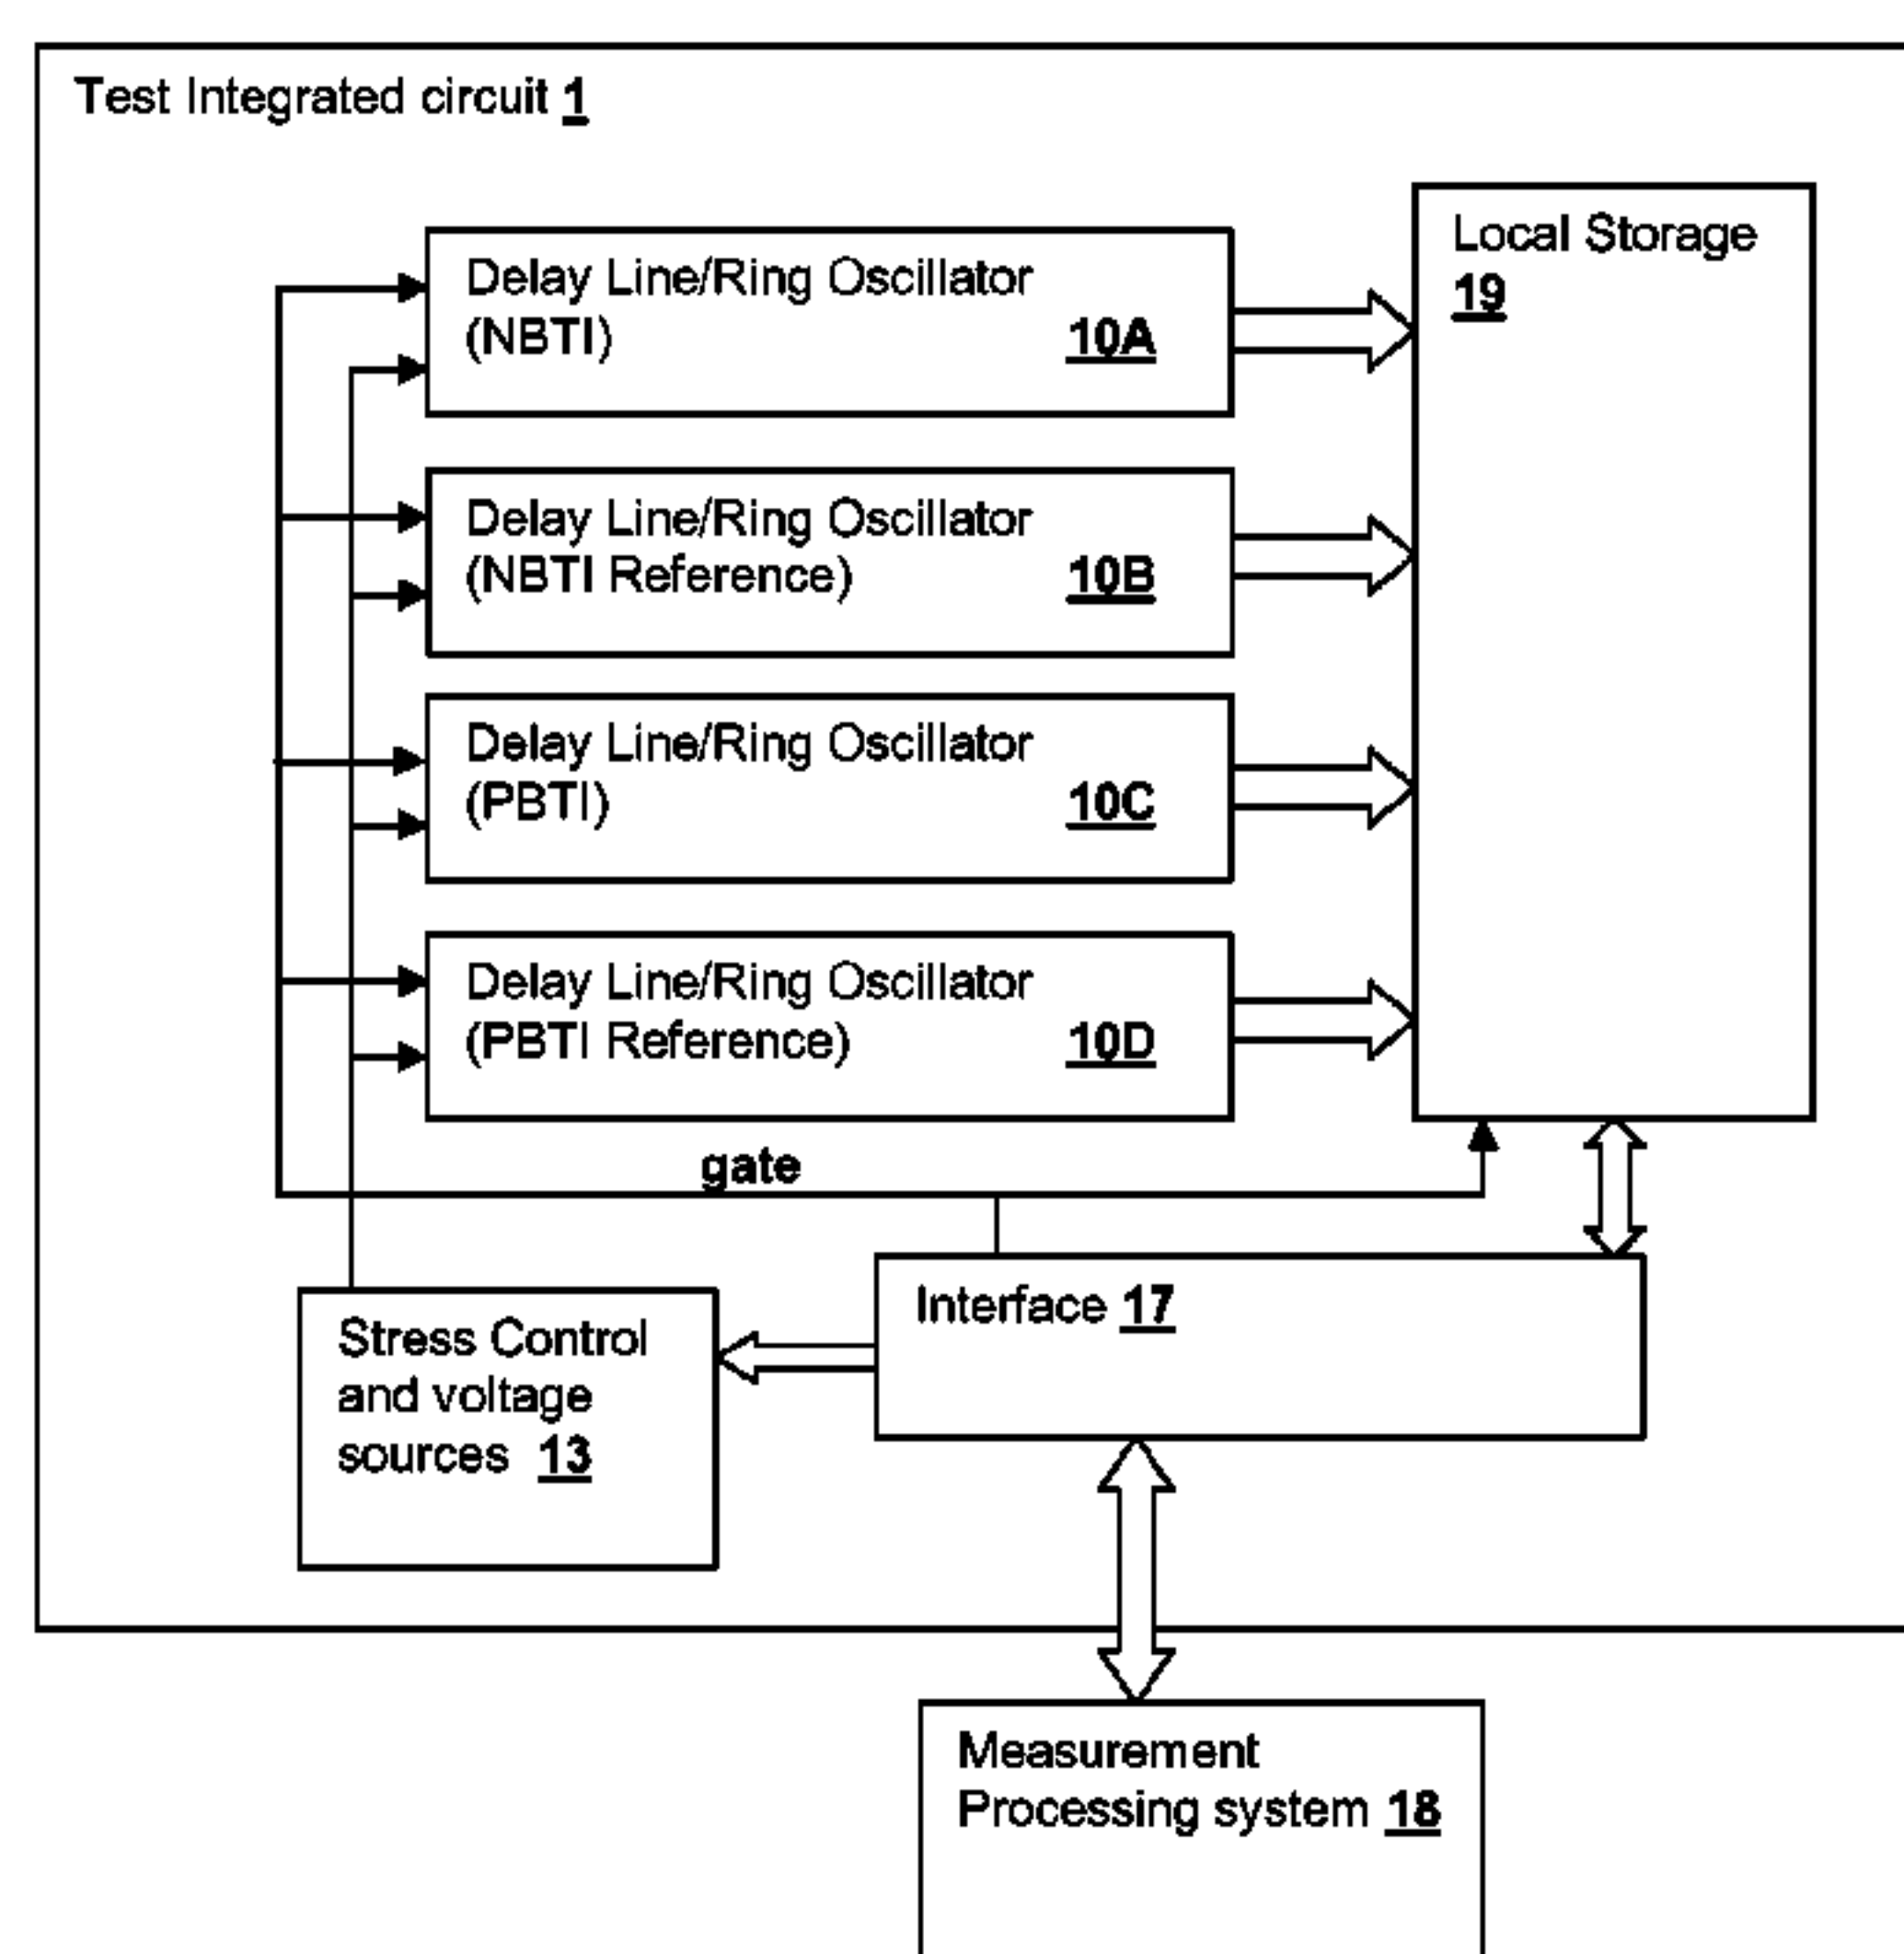 Test Integrated circuit 1
Delay Line/Ring Oscillator
(NBTI) 10A
Local Storage
19
Delay Line/Ring Oscillator
(NBTI Reference) 10B
Delay Line/Ring Oscillator
(PBTI) 10C
Delay Line/Ring Oscillator
(PBTI Reference) 10D
gate
Interface 17
Stress Control
and voltage
sources 13
Measurement
Processing system 18